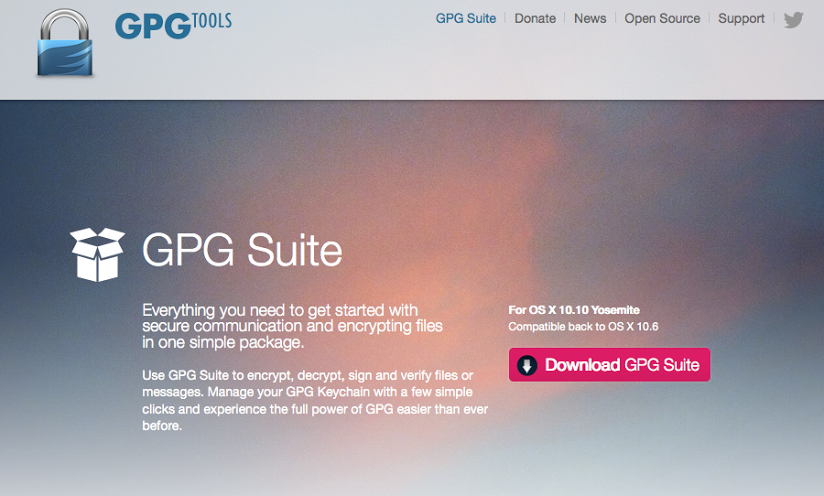 GPGTOOLS
GPG Suite
Donate
News
Open Source
Support
GPG Suite
Everything you need to get started with
secure communication and encrypting files
in one simple package.
Use GPG Suite to encrypt, decrypt, sign and verify files or
messages. Manage your GPG Keychain with a few simple
clicks and experience the full power of GPG easier than ever
before.
For OS X 10.10 Yosemite
Compatible back to OS X 10.6
Download GPG Suite